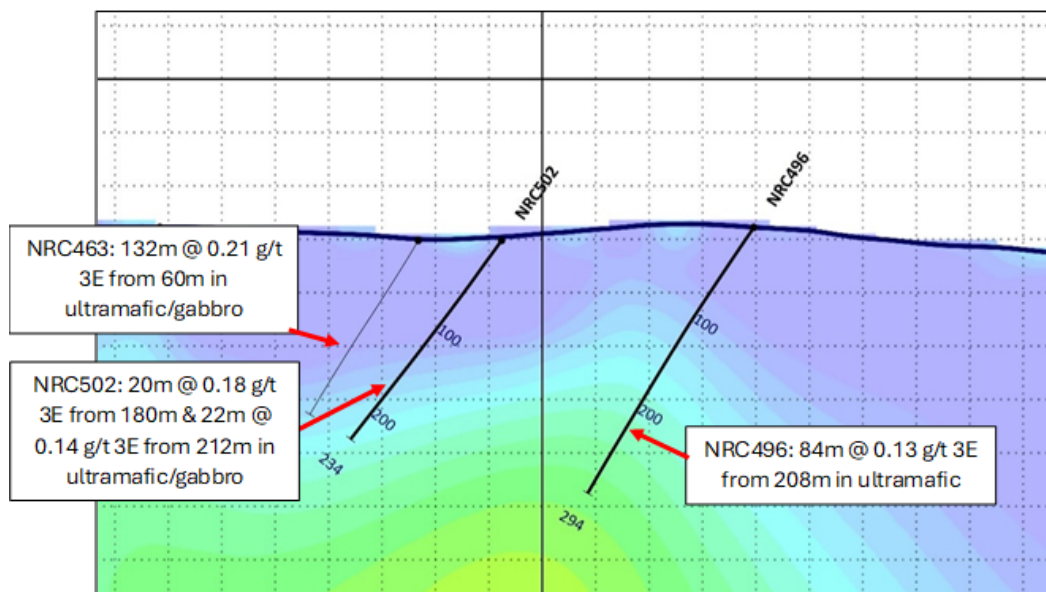 NRC502
NRC496
NRC463: 132m @ 0.21 g/t
3E from 60m in
ultramafic/gabbro
100
100
NRC502: 20m @ 0.18 g/t
3E from 180m & 22m @
0.14 g/t 3E from 212m in
ultramafic/gabbro
200
200
234
NRC496: 84m @ 0.13 g/t 3E
from 208m in ultramafic
294